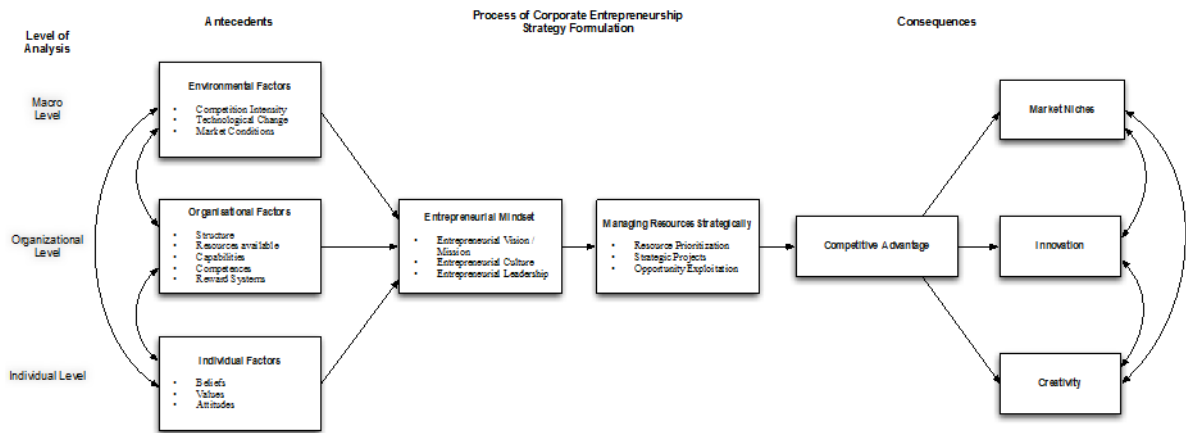 Antecedents
Process of Corporate Entrepreneurship
Strategy Formulation
Consequences
Level of
Analysis
Macro
Level
Environmental Factors
• Competition Intensity
• Technological Change
• Market Conditions
Market Niches
Organizational
Level
Organisational Factors
• Structure
• Resources available
• Capabilities
• Competences
• Reward Systems
Entrepreneurial Mindset
• Entrepreneurial Vision /
Mission
• Entrepreneurial Culture
• Entrepreneurial Leadership
Managing Resources Strategically
• Resource Prioritization
• Strategic Projects
• Opportunity Exploitation
Competitive Advantage
Innovation
Individual Level
Individual Factors
• Beliefs
• Values
• Attitudes
Creativity